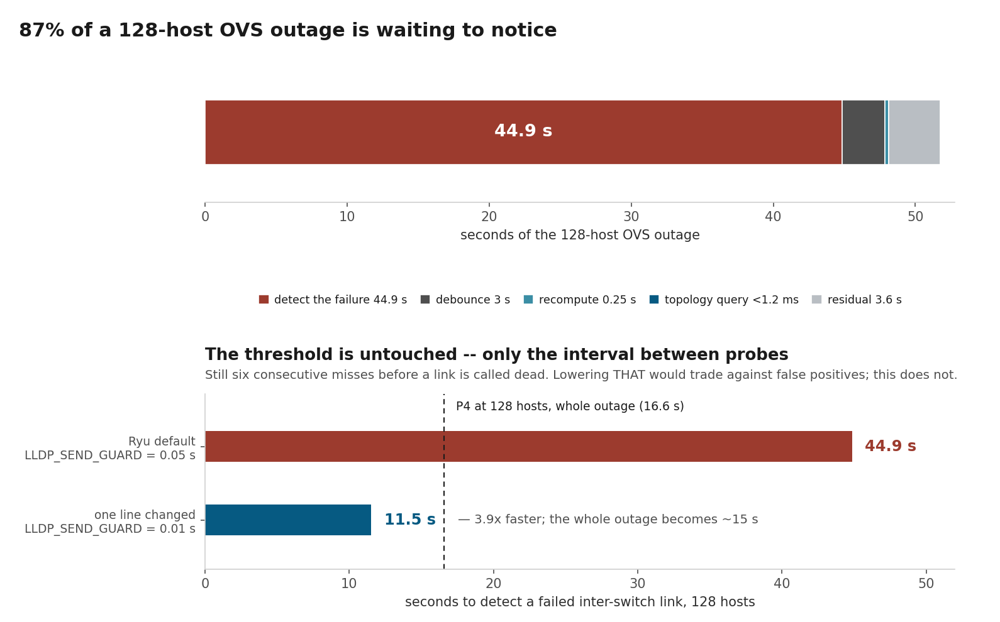 87% of a 128-host OVS outage is waiting to notice
44.9 s
0 10 20 30 40 50
seconds of the 128-host OVS outage
detect the failure 44.9 s debounce 3 s recompute 0.25 s topology query <1.2 ms residual 3.6 s
The threshold is untouched -- only the interval between probes
Still six consecutive misses before a link is called dead. Lowering THAT would trade against false positives; this does not.
P4 at 128 hosts, whole outage (16.6 s)
Ryu default
LLDP_SEND_GUARD = 0.05 s
44.9 s
one line changed
LLDP_SEND_GUARD = 0.01 s
11.5 s — 3.9x faster; the whole outage becomes ~15 s
0 10 20 30 40 50
seconds to detect a failed inter-switch link, 128 hosts